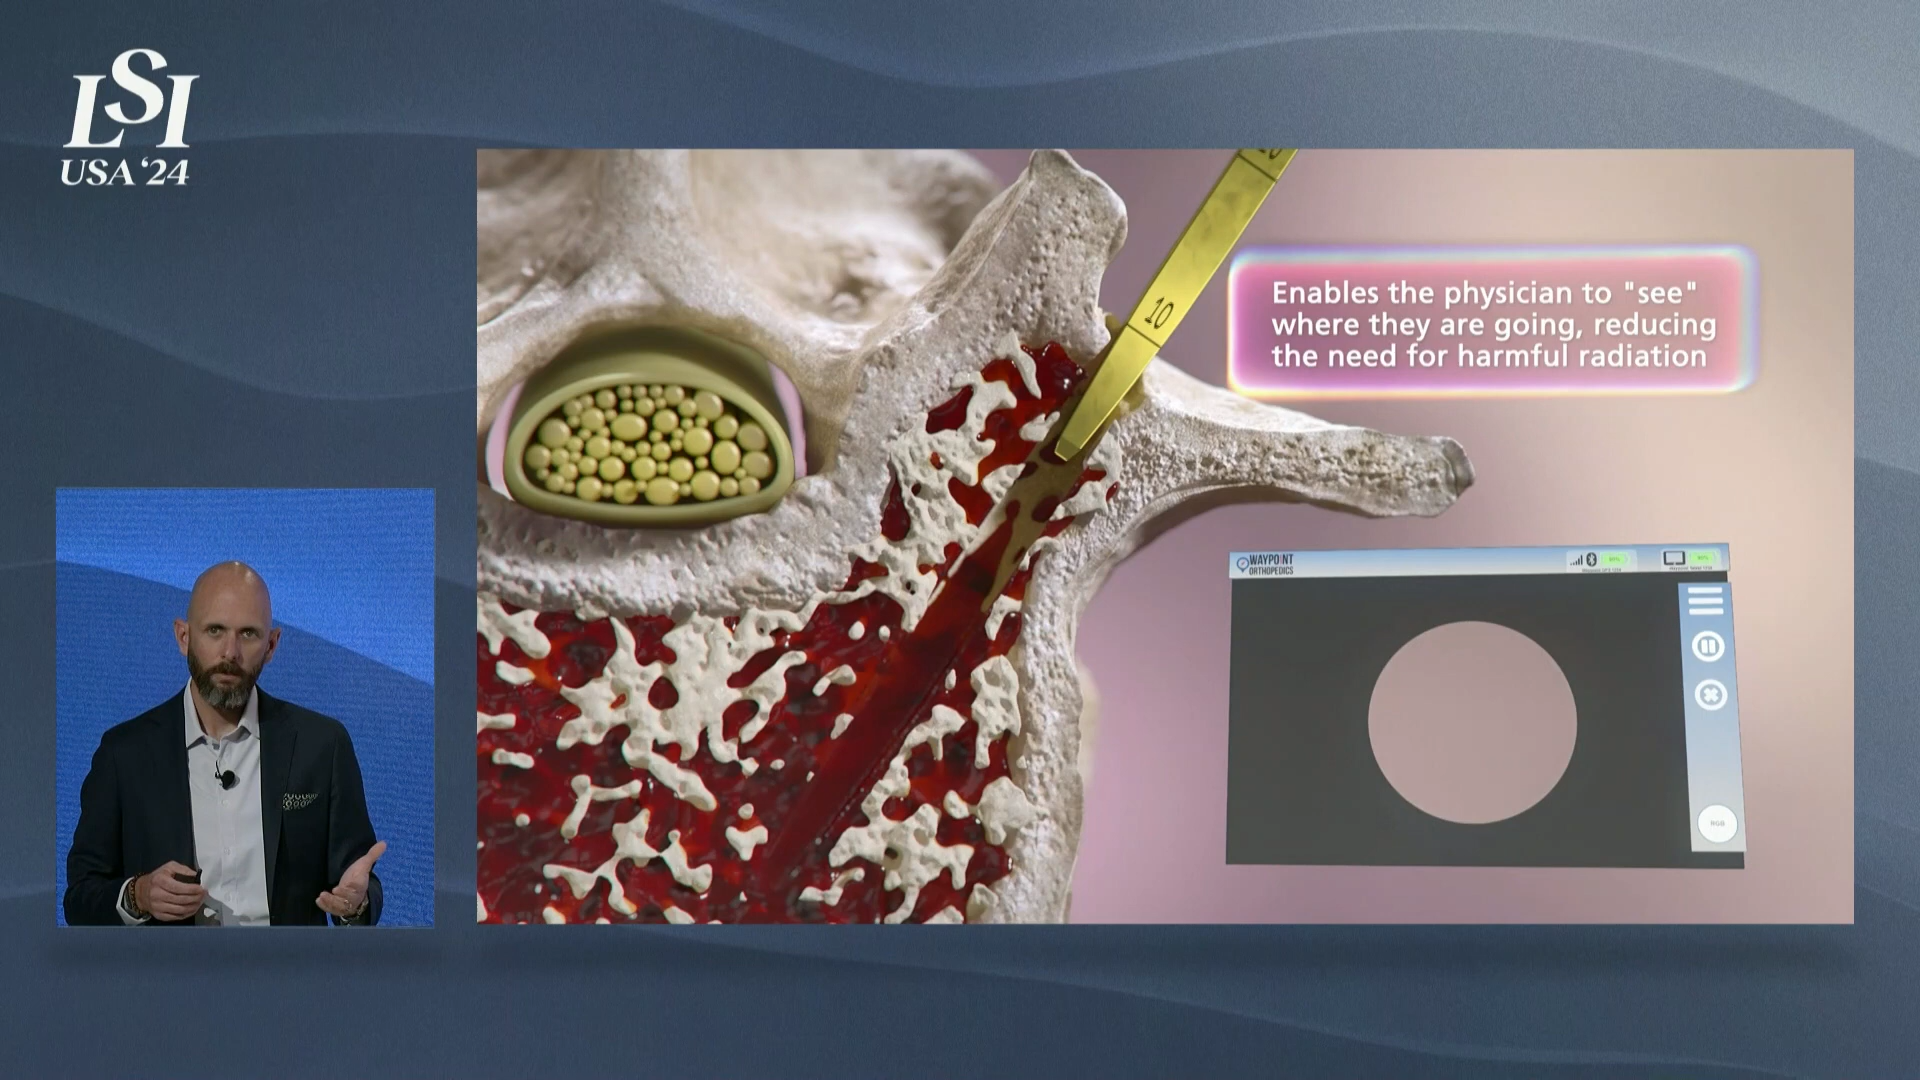 LSI
USA '24
10
Enables the physician to "see"
where they are going, reducing
the need for harmful radiation
WAYPOINT
ORTHOPEDICS
RGB